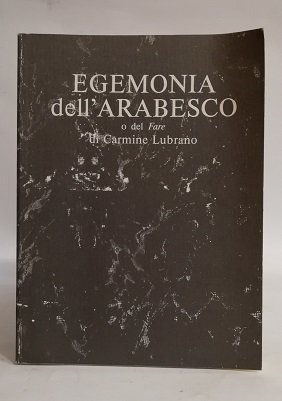 EGEMONIA
dell'ARABESCO
o del Fare
di Carmine Lubrano